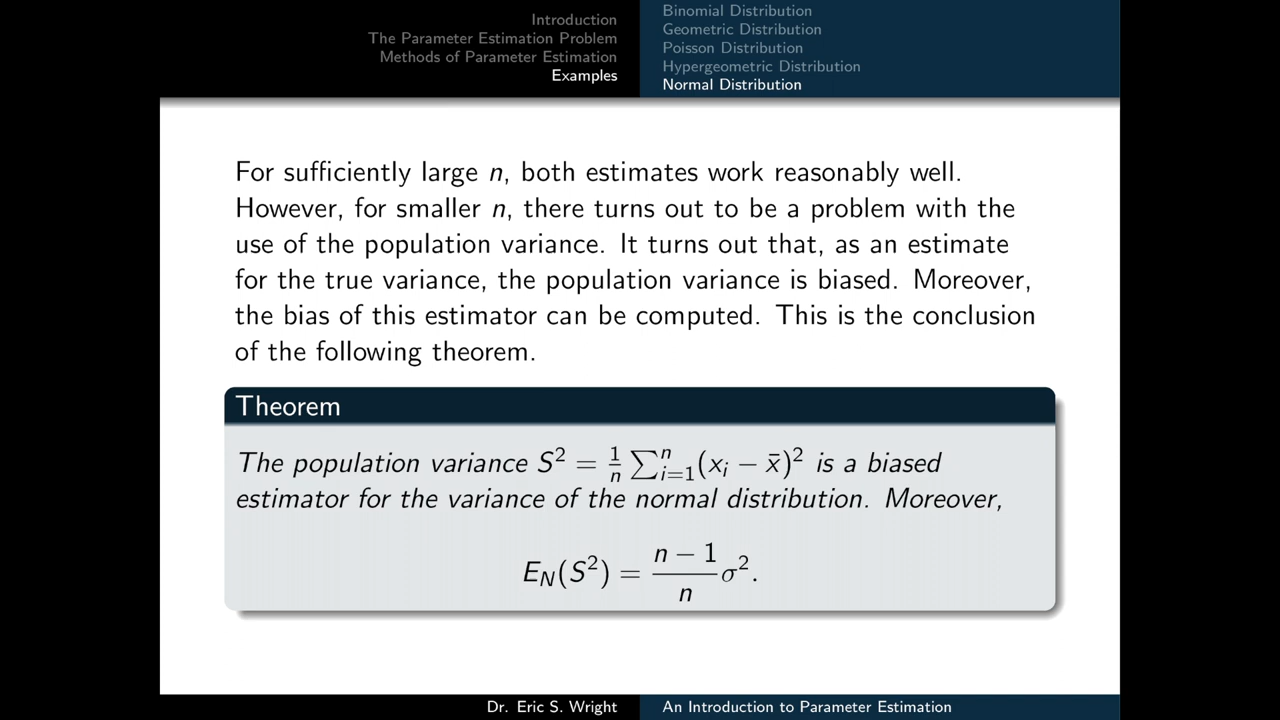 Introduction
The Parameter Estimation Problem
Methods of Parameter Estimation
Examples
Binomial Distribution
Geometric Distribution
Poisson Distribution
Hypergeometric Distribution
Normal Distribution
For sufficiently large n, both estimates work reasonably well.
However, for smaller n, there turns out to be a problem with the
use of the population variance. It turns out that, as an estimate
for the true variance, the population variance is biased. Moreover,
the bias of this estimator can be computed. This is the conclusion
of the following theorem.
Theorem
The population variance S² = 1/n ∑ⁿᵢ₌₁(xᵢ − x̄)² is a biased
estimator for the variance of the normal distribution. Moreover,
E_N(S²) = (n − 1)/n σ².
Dr. Eric S. Wright
An Introduction to Parameter Estimation